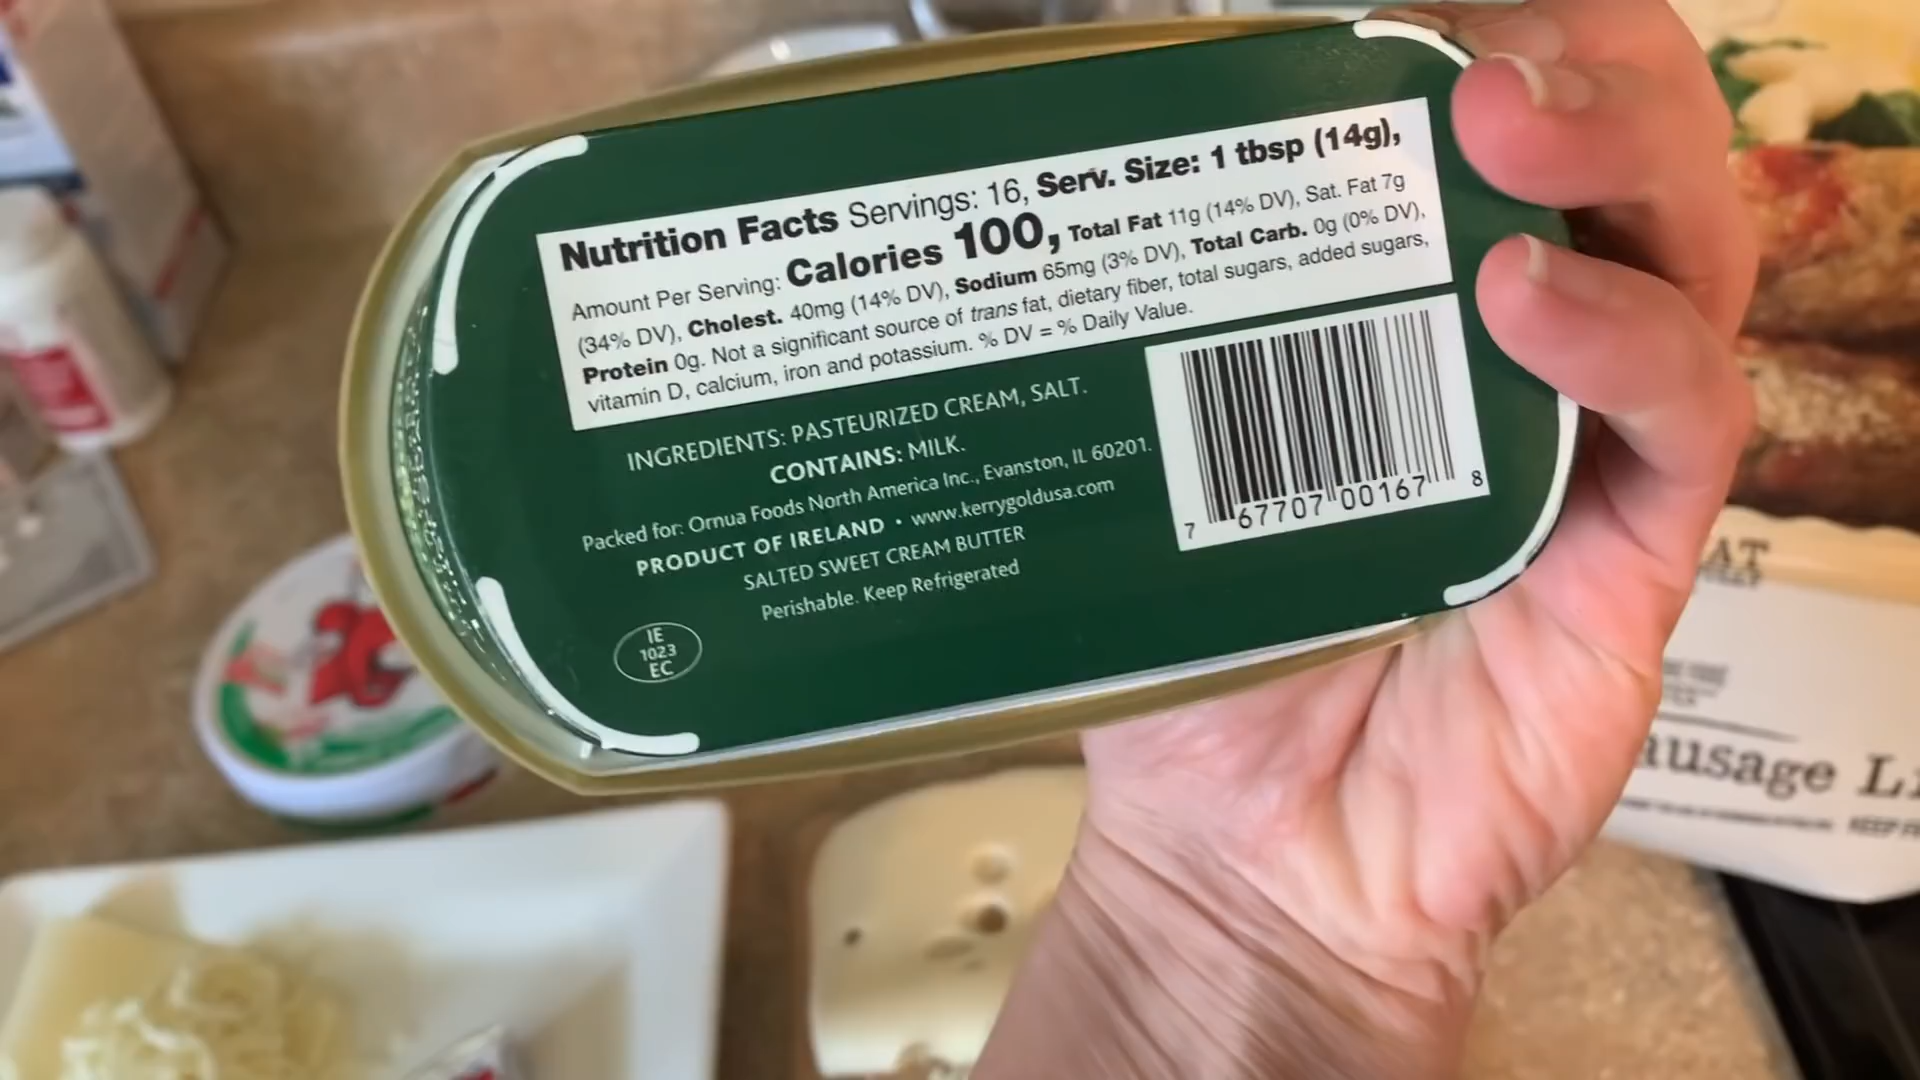 Nutrition Facts Servings: 16, Serv. Size: 1 tbsp (14g),
Amount Per Serving: Calories 100, Total Fat 11g (14% DV), Sat. Fat 7g
(34% DV), Cholest. 40mg (14% DV), Sodium 65mg (3% DV), Total Carb. 0g (0% DV),
Protein 0g. Not a significant source of trans fat, dietary fiber, total sugars, added sugars,
vitamin D, calcium, iron and potassium. % DV = % Daily Value.
INGREDIENTS: PASTEURIZED CREAM, SALT.
CONTAINS: MILK.
Packed for: Ornua Foods North America Inc., Evanston, IL 60201.
PRODUCT OF IRELAND • www.kerrygoldusa.com
SALTED SWEET CREAM BUTTER
Perishable. Keep Refrigerated
IE
1023
EC
7 67707 00167 8
AT
ausage Li
KEEP